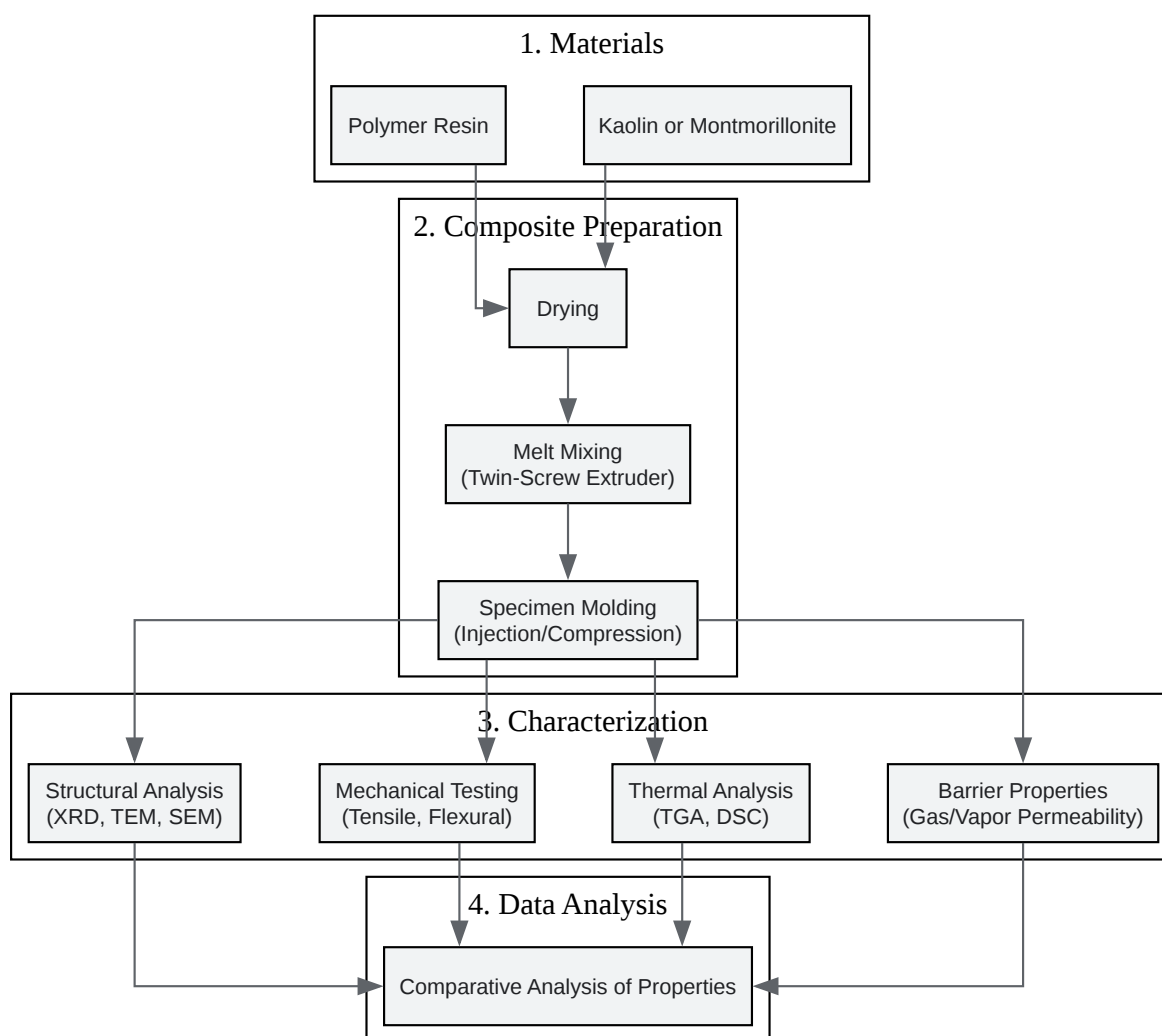 1. Materials
Polymer Resin
Kaolin or Montmorillonite
2. Composite Preparation
Drying
Melt Mixing
(Twin-Screw Extruder)
Specimen Molding
(Injection/Compression)
3. Characterization
Structural Analysis
(XRD, TEM, SEM)
Mechanical Testing
(Tensile, Flexural)
Thermal Analysis
(TGA, DSC)
Barrier Properties
(Gas/Vapor Permeability)
4. Data Analysis
Comparative Analysis of Properties